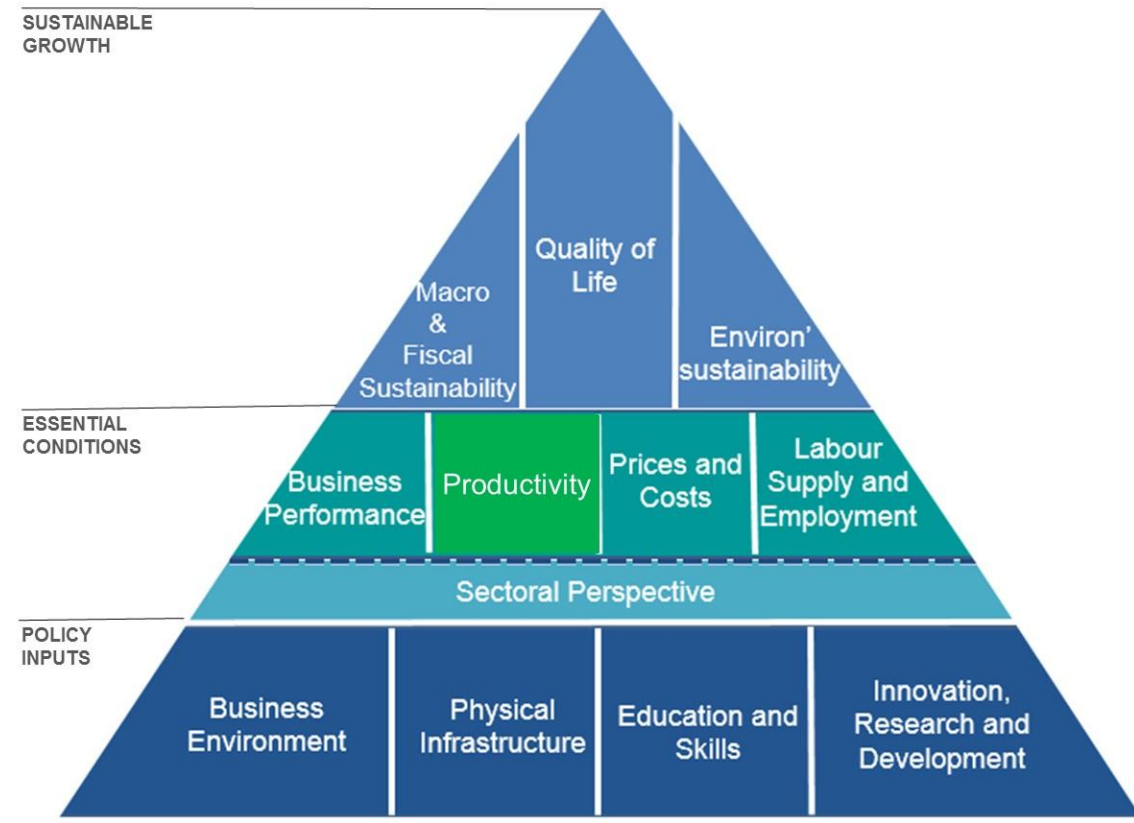 SUSTAINABLE
GROWTH
Quality of
Life
Macro
&
Fiscal
Sustainability
Environ'
sustainability
ESSENTIAL
CONDITIONS
Business
Performance
Productivity
Prices and
Costs
Labour
Supply and
Employment
Sectoral Perspective
POLICY
INPUTS
Business
Environment
Physical
Infrastructure
Education and
Skills
Innovation,
Research and
Development